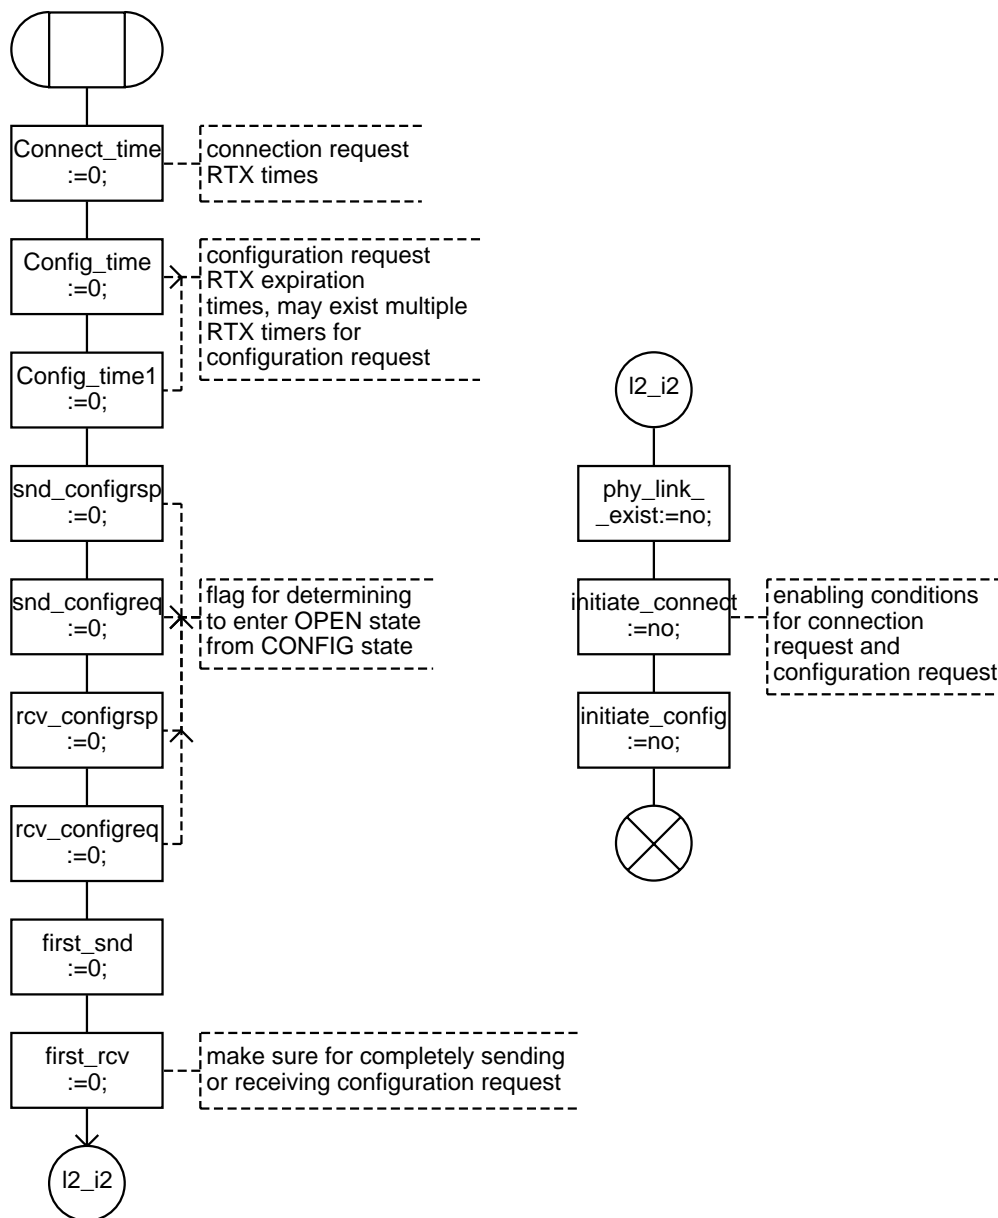 Connect_time
:=0;
connection request
RTX times
Config_time
:=0;
configuration request
RTX expiration
times, may exist multiple
RTX timers for
configuration request
Config_time1
:=0;
snd_configrsp
:=0;
snd_configreq
:=0;
flag for determining
to enter OPEN state
from CONFIG state
rcv_configrsp
:=0;
rcv_configreq
:=0;
first_snd
:=0;
first_rcv
:=0;
make sure for completely sending
or receiving configuration request
l2_i2
l2_i2
phy_link_
_exist:=no;
initiate_connect
:=no;
enabling conditions
for connection
request and
configuration request
initiate_config
:=no;